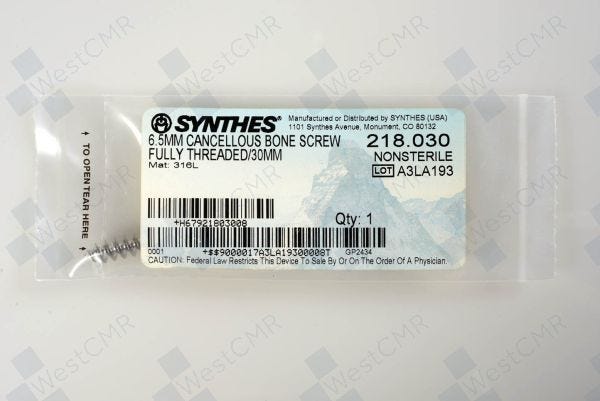 SYNTHES®
Manufactured or Distributed by SYNTHES (USA)
1101 Synthes Avenue, Monument, CO 80132
6.5MM CANCELLOUS BONE SCREW
218.030
FULLY THREADED/30MM
NONSTERILE
Mat: 316L
LOT A3LA193
+H67921803008
Qty: 1
0001
+$$9000017A3LA19300008T
GP2434
CAUTION: Federal Law Restricts This Device To Sale By or On The Order Of A Physician.
TO OPEN TEAR HERE
WestCMR